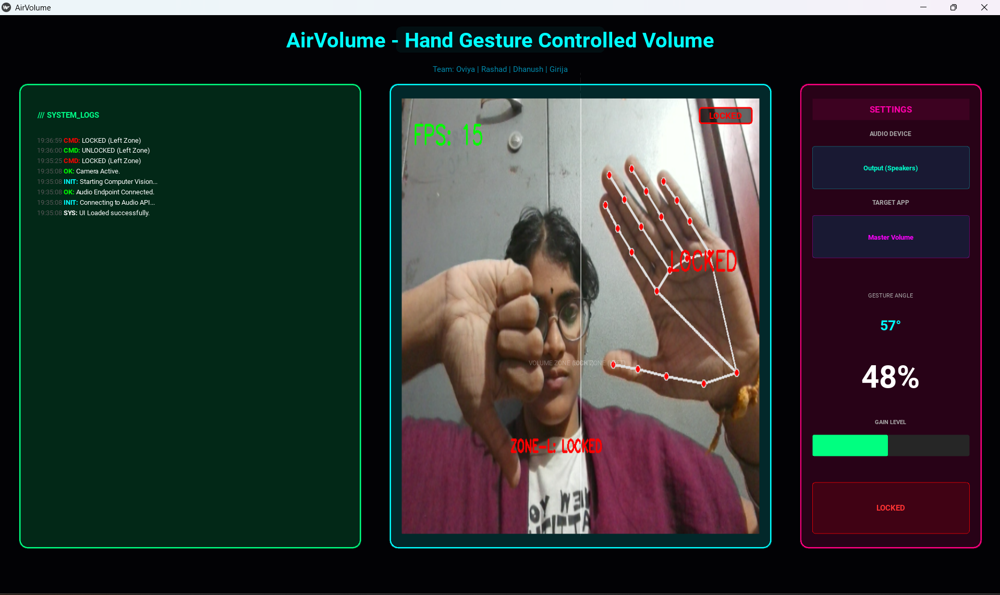 AirVolume
AirVolume - Hand Gesture Controlled Volume
Team: Oviya | Rashad | Dhanush | Girija
/// SYSTEM_LOGS
19:36:59 CMD: LOCKED (Left Zone)
19:36:00 CMD: UNLOCKED (Left Zone)
19:35:25 CMD: LOCKED (Left Zone)
19:35:08 OK: Camera Active.
19:35:08 INIT: Starting Computer Vision...
19:35:08 OK: Audio Endpoint Connected.
19:35:08 INIT: Connecting to Audio API...
19:35:08 SYS: UI Loaded successfully.
FPS: 15
LOCKED
LOCKED
VOLUME ZONE
ZONE-L: LOCKED
SETTINGS
AUDIO DEVICE
Output (Speakers)
TARGET APP
Master Volume
GESTURE ANGLE
57°
48%
GAIN LEVEL
LOCKED